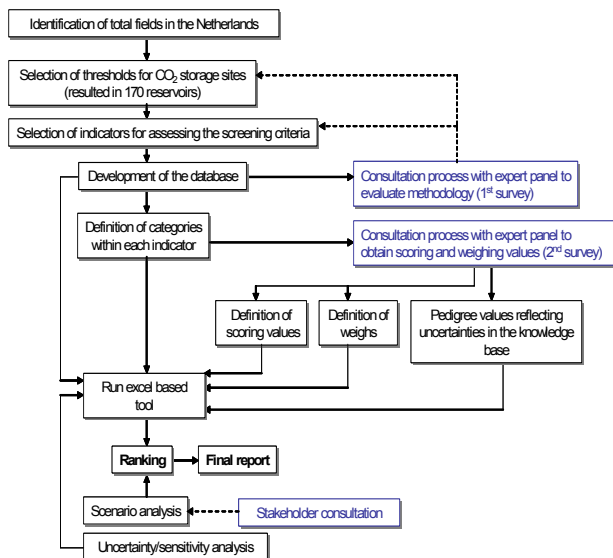 Identification of total fields in the Netherlands
Selection of thresholds for CO₂ storage sites
(resulted in 170 reservoirs)
Selection of indicators for assessing the screening criteria
Development of the database
Consultation process with expert panel to
evaluate methodology (1st survey)
Definition of categories
within each indicator
Consultation process with expert panel to
obtain scoring and weighing values (2nd survey)
Definition of
scoring values
Definition of
weighs
Pedigree values reflecting
uncertainties in the knowledge
base
Run excel based
tool
Ranking
Final report
Scenario analysis
Stakeholder consultation
Uncertainty/sensitivity analysis